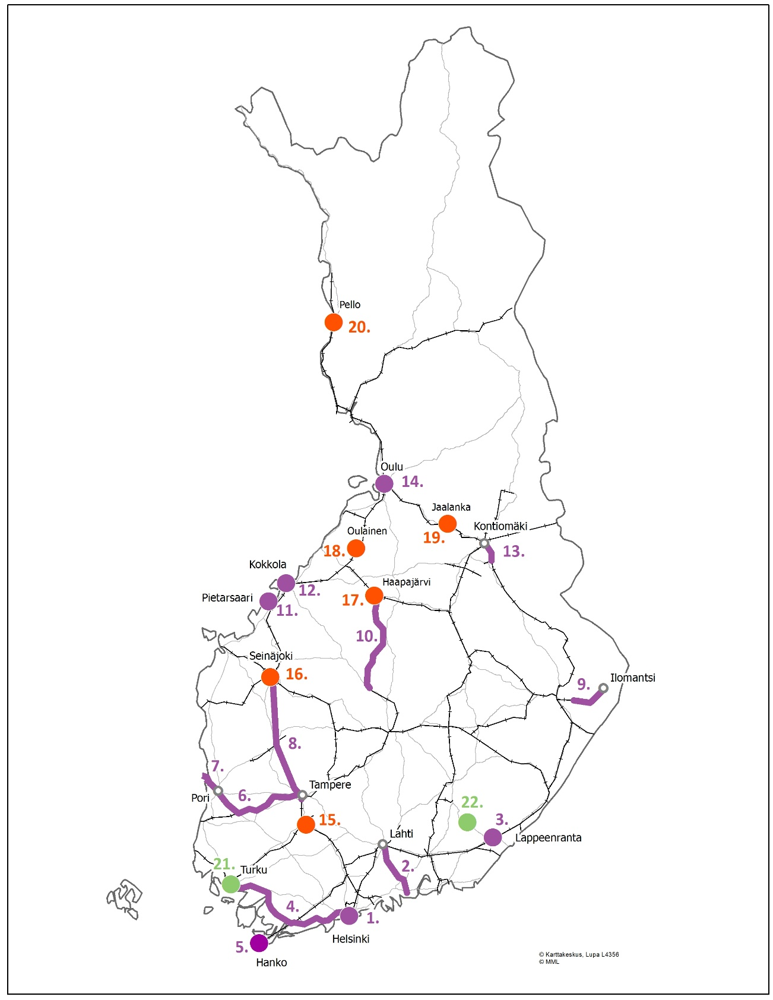 Pello
20.
Oulu
14.
Jaalanka
19.
Kontiomäki
13.
Oulainen
18.
Kokkola
12.
Haapajärvi
17.
Pietarsaari
11.
10.
Seinäjoki
16.
Ilomantsi
9.
8.
7.
Tampere
Pori
6.
22.
15.
3.
Lahti
Lappeenranta
21.
Turku
2.
4.
1.
Helsinki
5.
Hanko
© Karttakeskus, Lupa L4356
© MML